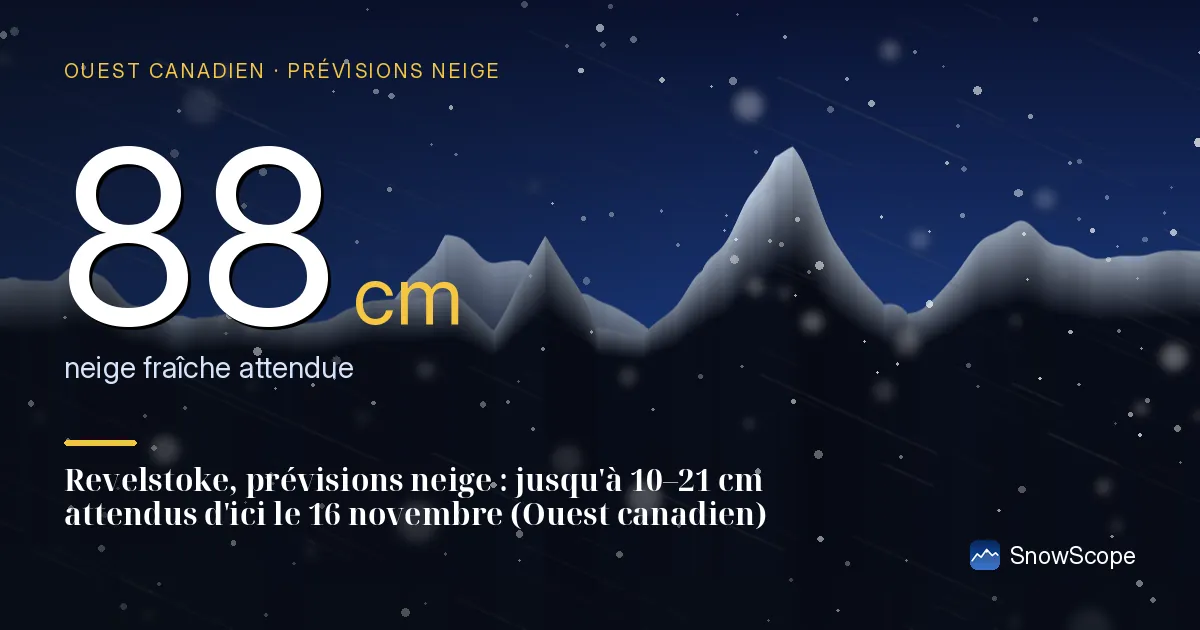 OUEST CANADIEN · PRÉVISIONS NEIGE
88 cm
neige fraîche attendue
Revelstoke, prévisions neige : jusqu'à 10–21 cm
attendus d'ici le 16 novembre (Ouest canadien)
SnowScope